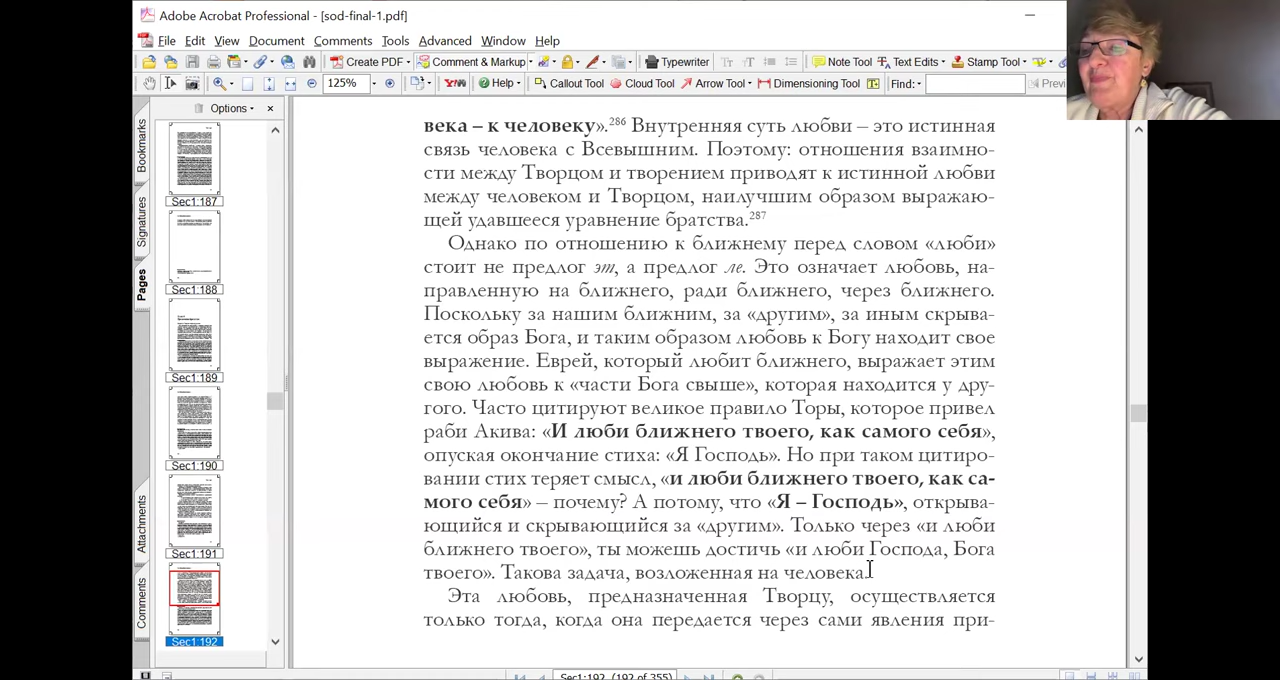 Adobe Acrobat Professional - [sod-final-1.pdf]
File Edit View Document Comments Tools Advanced Window Help
Create PDF Comment & Markup Typewriter Note Tool Text Edits Stamp Tool
125% Y! Help Callout Tool Cloud Tool Arrow Tool Dimensioning Tool Find: Previ
Options
Bookmarks
Signatures
Pages
Attachments
Comments
Sec1:187
Sec1:188
Sec1:189
Sec1:190
Sec1:191
Sec1:192
века – к человеку».286 Внутренняя суть любви – это истинная
связь человека с Всевышним. Поэтому: отношения взаимно-
сти между Творцом и творением приводят к истинной любви
между человеком и Творцом, наилучшим образом выражаю-
щей удавшееся уравнение братства.287
Однако по отношению к ближнему перед словом «люби»
стоит не предлог эт, а предлог ле. Это означает любовь, на-
правленную на ближнего, ради ближнего, через ближнего.
Поскольку за нашим ближним, за «другим», за иным скрыва-
ется образ Бога, и таким образом любовь к Богу находит свое
выражение. Еврей, который любит ближнего, выражает этим
свою любовь к «части Бога свыше», которая находится у дру-
гого. Часто цитируют великое правило Торы, которое привел
раби Акива: «И люби ближнего твоего, как самого себя»,
опуская окончание стиха: «Я Господь». Но при таком цитиро-
вании стих теряет смысл, «и люби ближнего твоего, как са-
мого себя» – почему? А потому, что «Я – Господь», открыва-
ющийся и скрывающийся за «другим». Только через «и люби
ближнего твоего», ты можешь достичь «и люби Господа, Бога
твоего». Такова задача, возложенная на человека.
Эта любовь, предназначенная Творцу, осуществляется
только тогда, когда она передается через сами явления при-
Sec1:192 (192 of 355)